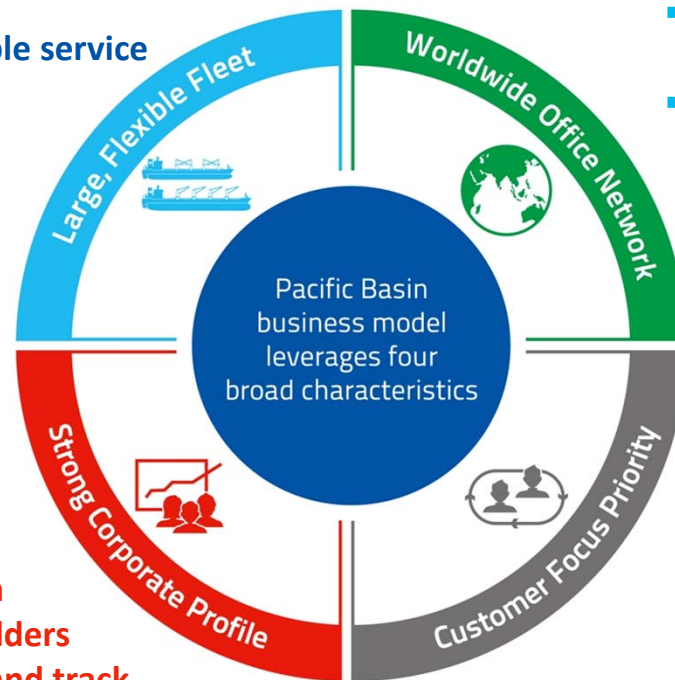 ble service
Large, Flexible Fleet
Worldwide Office Network
Pacific Basin
business model
leverages four
broad characteristics
Strong Corporate Profile
Customer Focus Priority
lders
and track